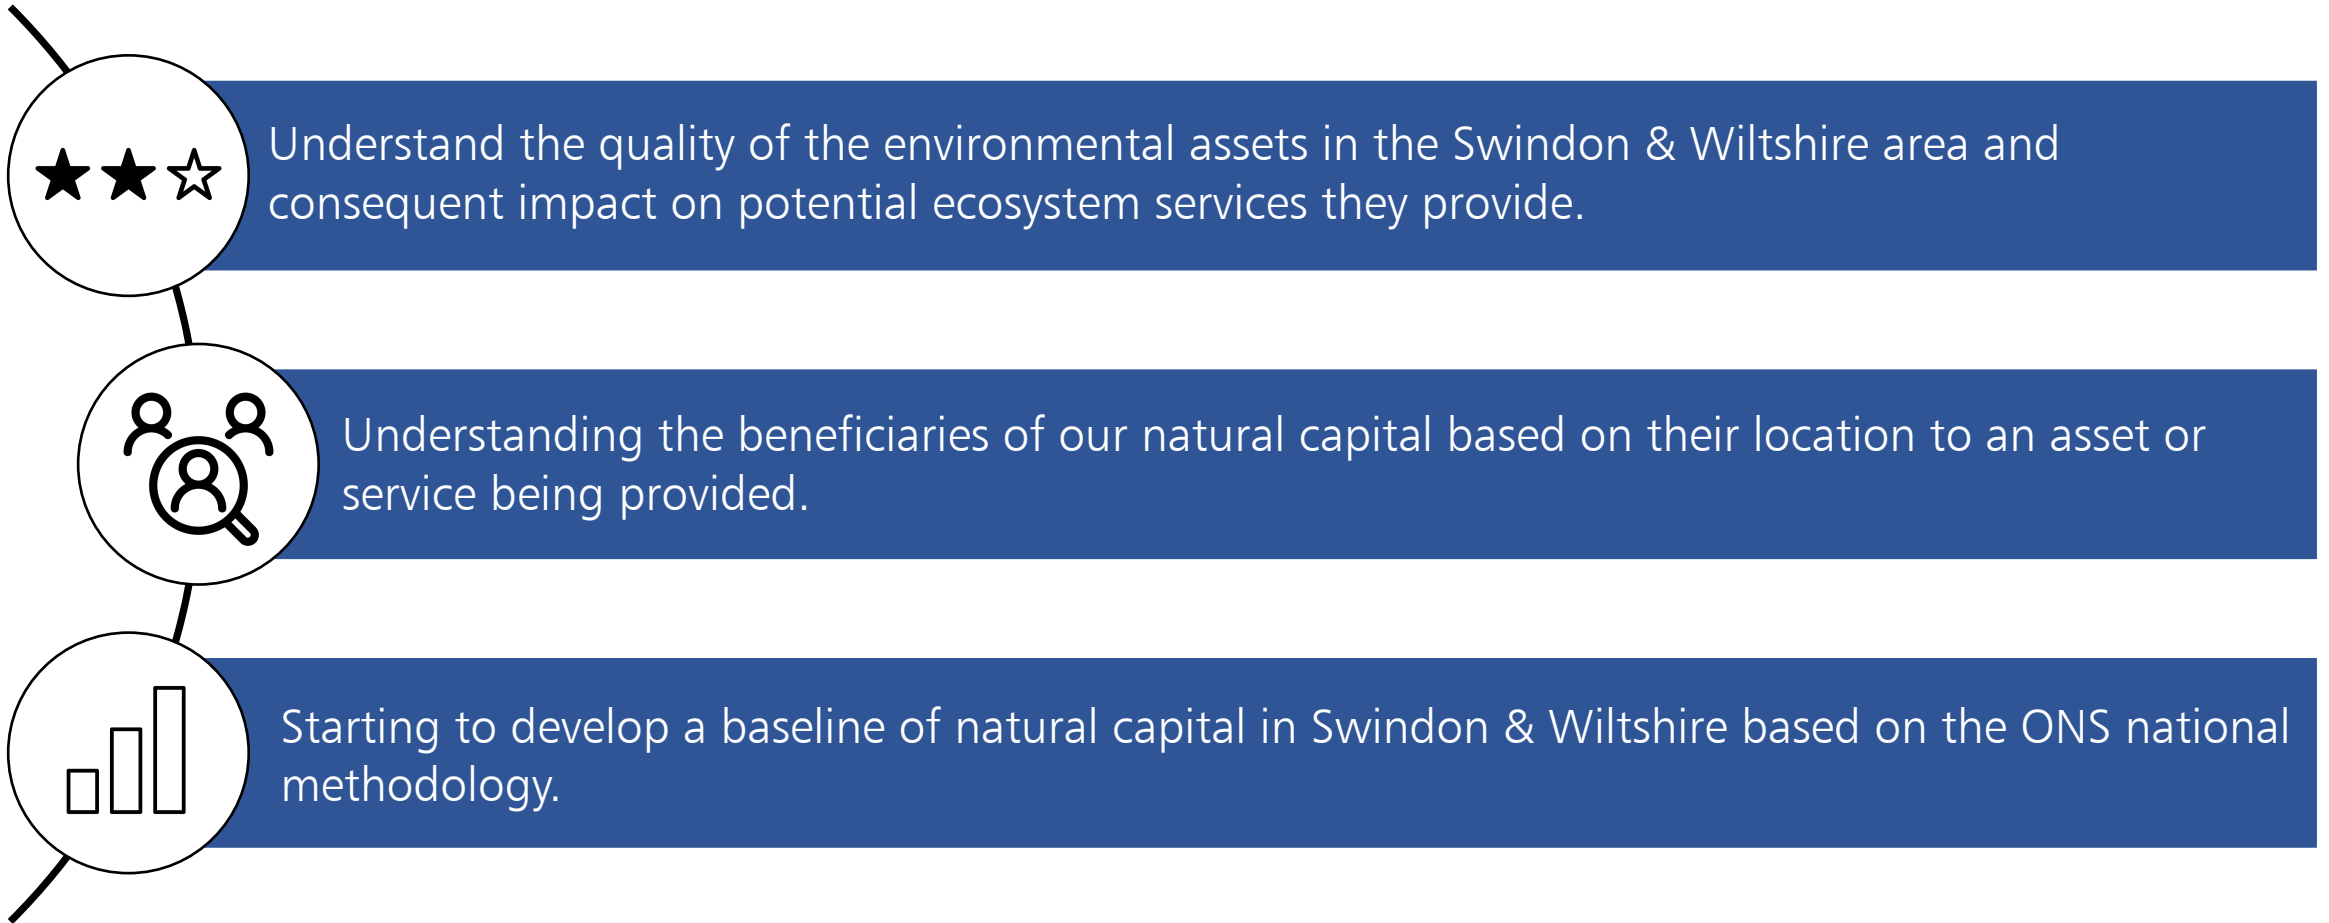 Understand the quality of the environmental assets in the Swindon & Wiltshire area and
consequent impact on potential ecosystem services they provide.
Understanding the beneficiaries of our natural capital based on their location to an asset or
service being provided.
Starting to develop a baseline of natural capital in Swindon & Wiltshire based on the ONS national
methodology.